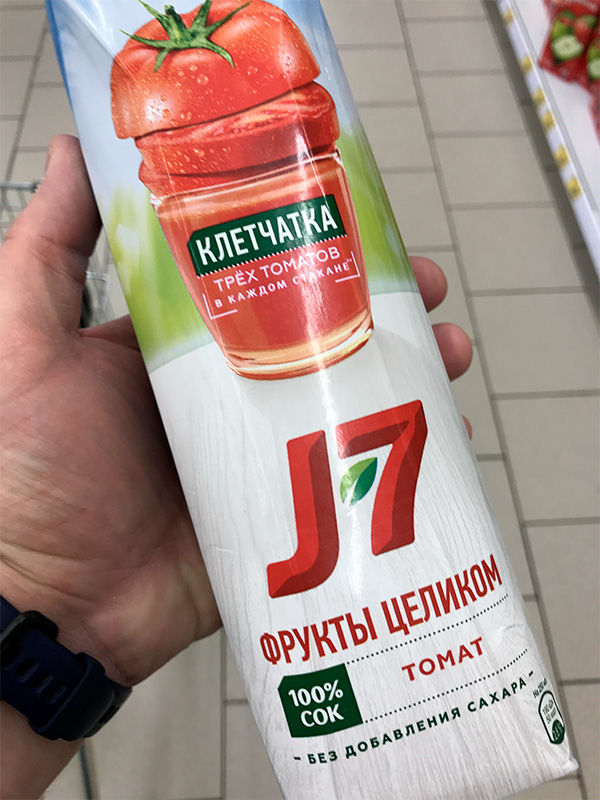 КЛЕТЧАТКА
ТРЁХ ТОМАТОВ
В КАЖДОМ СТАКАНЕ
J7
ФРУКТЫ ЦЕЛИКОМ
ТОМАТ
100%
СОК
- БЕЗ ДОБАВЛЕНИЯ САХАРА -